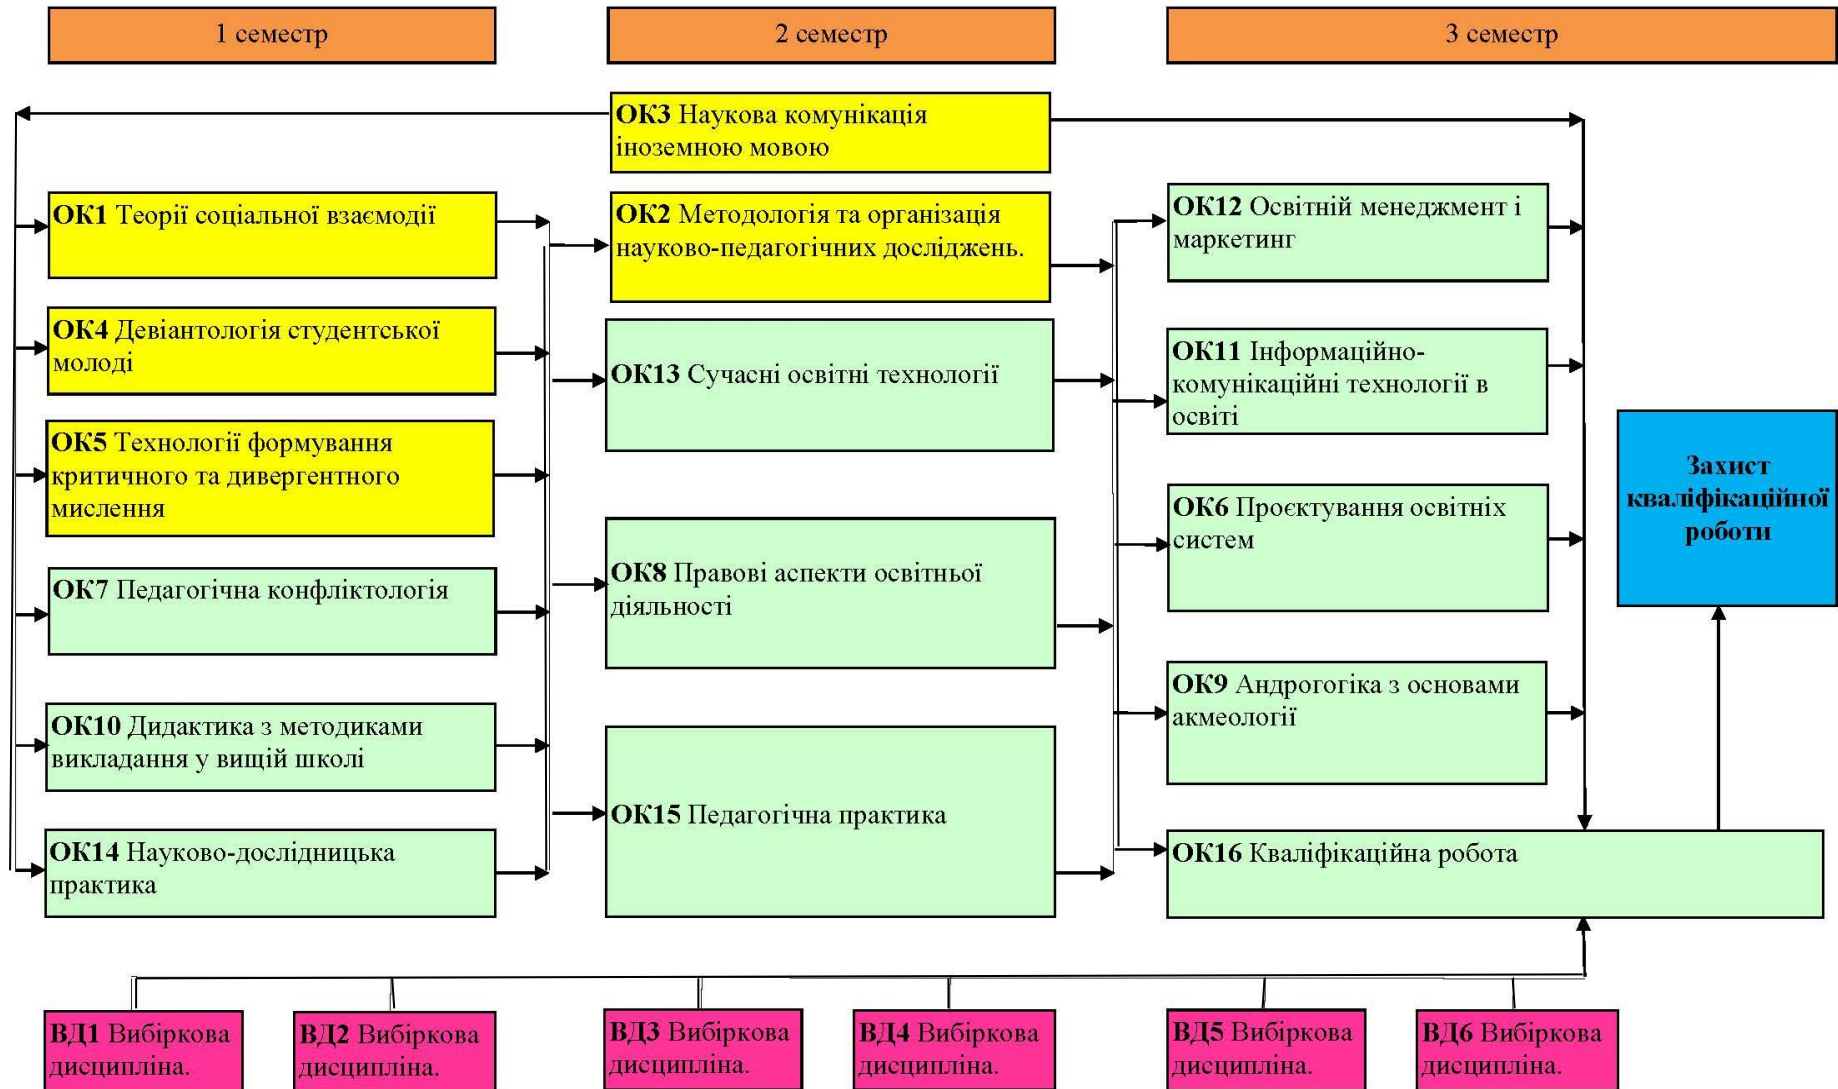 1 семестр
2 семестр
3 семестр
ОК3 Наукова комунікація
іноземною мовою
ОК1 Теорії соціальної взаємодії
ОК4 Девіантологія студентської
молоді
ОК5 Технології формування
критичного та дивергентного
мислення
ОК7 Педагогічна конфліктологія
ОК10 Дидактика з методиками
викладання у вищій школі
ОК14 Науково-дослідницька
практика
ОК2 Методологія та організація
науково-педагогічних досліджень.
ОК13 Сучасні освітні технології
ОК8 Правові аспекти освітньої
діяльності
ОК15 Педагогічна практика
ОК12 Освітній менеджмент і
маркетинг
ОК11 Інформаційно-
комунікаційні технології в
освіті
ОК6 Проєктування освітніх
систем
ОК9 Андрогогіка з основами
акмеології
ОК16 Кваліфікаційна робота
Захист
кваліфікаційної
роботи
ВД1 Вибіркова
дисципліна.
ВД2 Вибіркова
дисципліна.
ВД3 Вибіркова
дисципліна.
ВД4 Вибіркова
дисципліна.
ВД5 Вибіркова
дисципліна.
ВД6 Вибіркова
дисципліна.